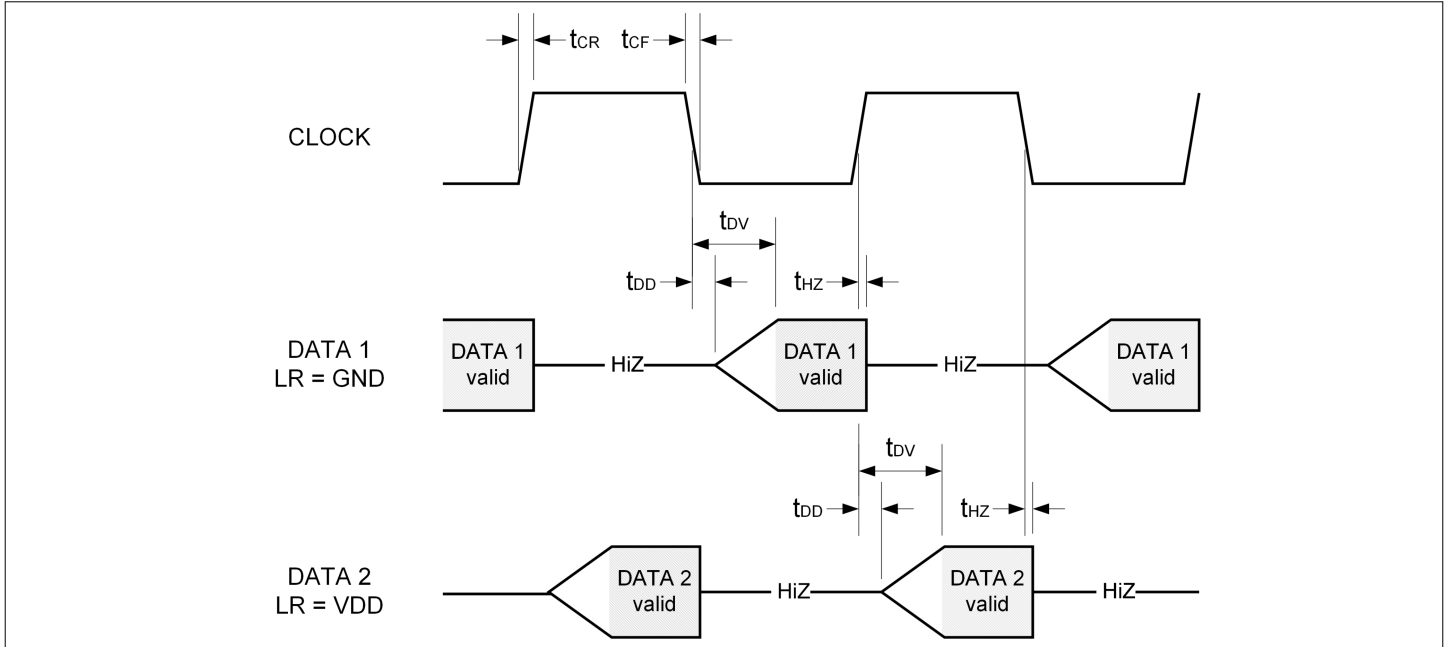 tCR tCF
CLOCK
tDV
tDD tHZ
DATA 1
LR = GND
DATA 1
valid
HiZ
DATA 1
valid
HiZ
DATA 1
valid
tDV
tDD tHZ
DATA 2
LR = VDD
DATA 2
valid
HiZ
DATA 2
valid
HiZ